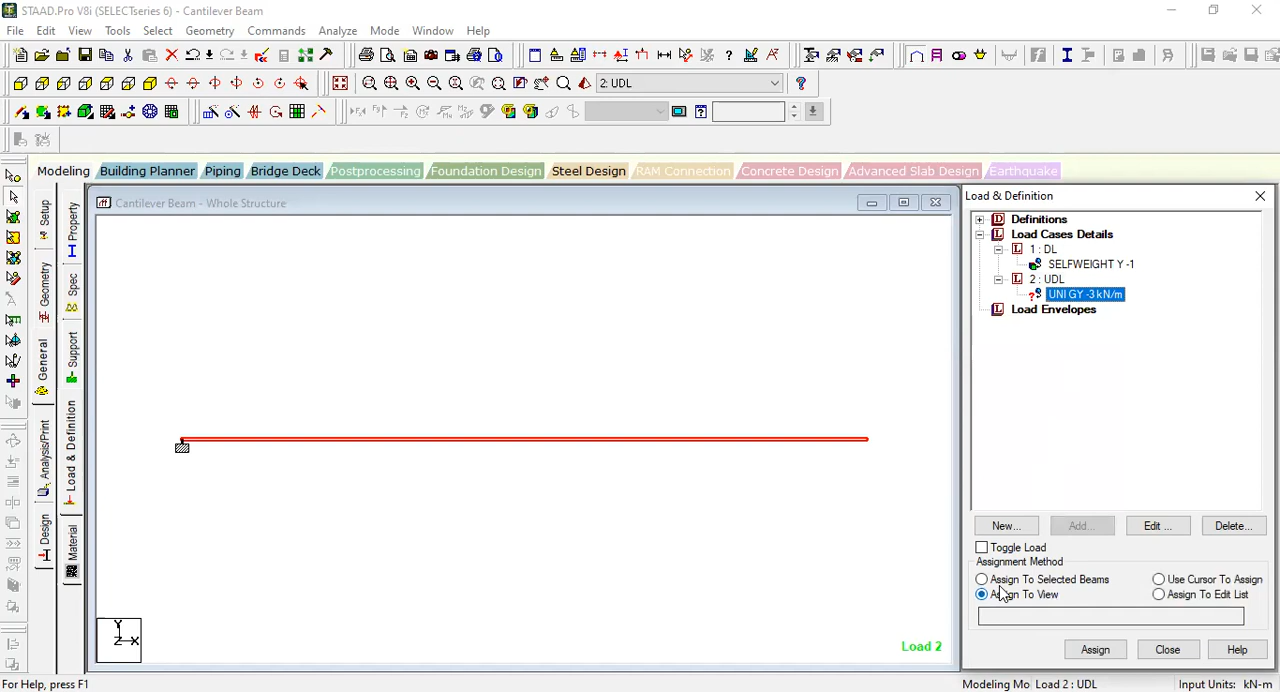 STAAD.Pro V8i (SELECTseries 6) - Cantilever Beam
File Edit View Tools Select Geometry Commands Analyze Mode Window Help
2: UDL
Modeling Building Planner Piping Bridge Deck Postprocessing Foundation Design Steel Design RAM Connection Concrete Design Advanced Slab Design Earthquake
Setup
Geometry
General
Analysis/Print
Design
Property
Spec
Support
Load & Definition
Material
Cantilever Beam - Whole Structure
Y
Z X
Load 2
Load & Definition
Definitions
Load Cases Details
1 : DL
SELFWEIGHT Y -1
2 : UDL
UNI GY -3 kN/m
Load Envelopes
New... Add... Edit ... Delete...
Toggle Load
Assignment Method
Assign To Selected Beams Use Cursor To Assign
Assign To View Assign To Edit List
Assign Close Help
For Help, press F1 Modeling Mo Load 2 : UDL Input Units: kN-m